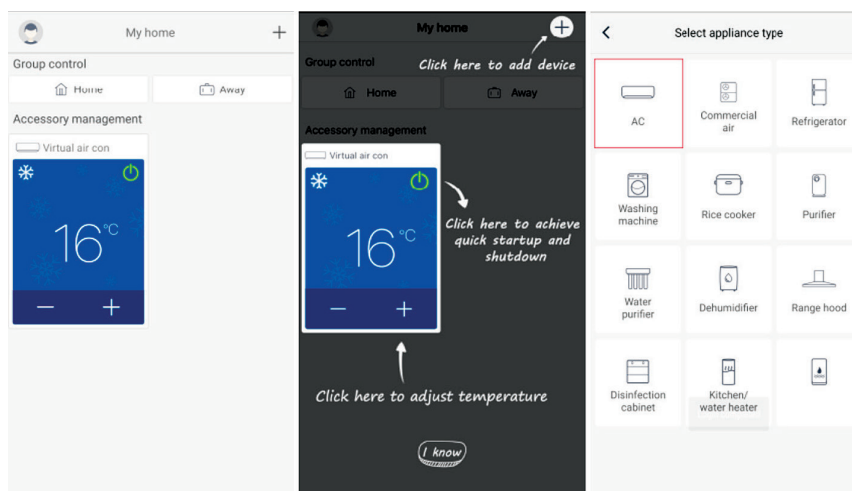 My home
Group control
Home
Away
Accessory management
Virtual air con
16°C
My home
Click here to add device
Group control
Home
Away
Accessory management
Virtual air con
16°C
Click here to achieve
quick startup and
shutdown
Click here to adjust temperature
I know
Select appliance type
AC
Commercial
air
Refrigerator
Washing
machine
Rice cooker
Purifier
Water
purifier
Dehumidifier
Range hood
Disinfection
cabinet
Kitchen/
water heater